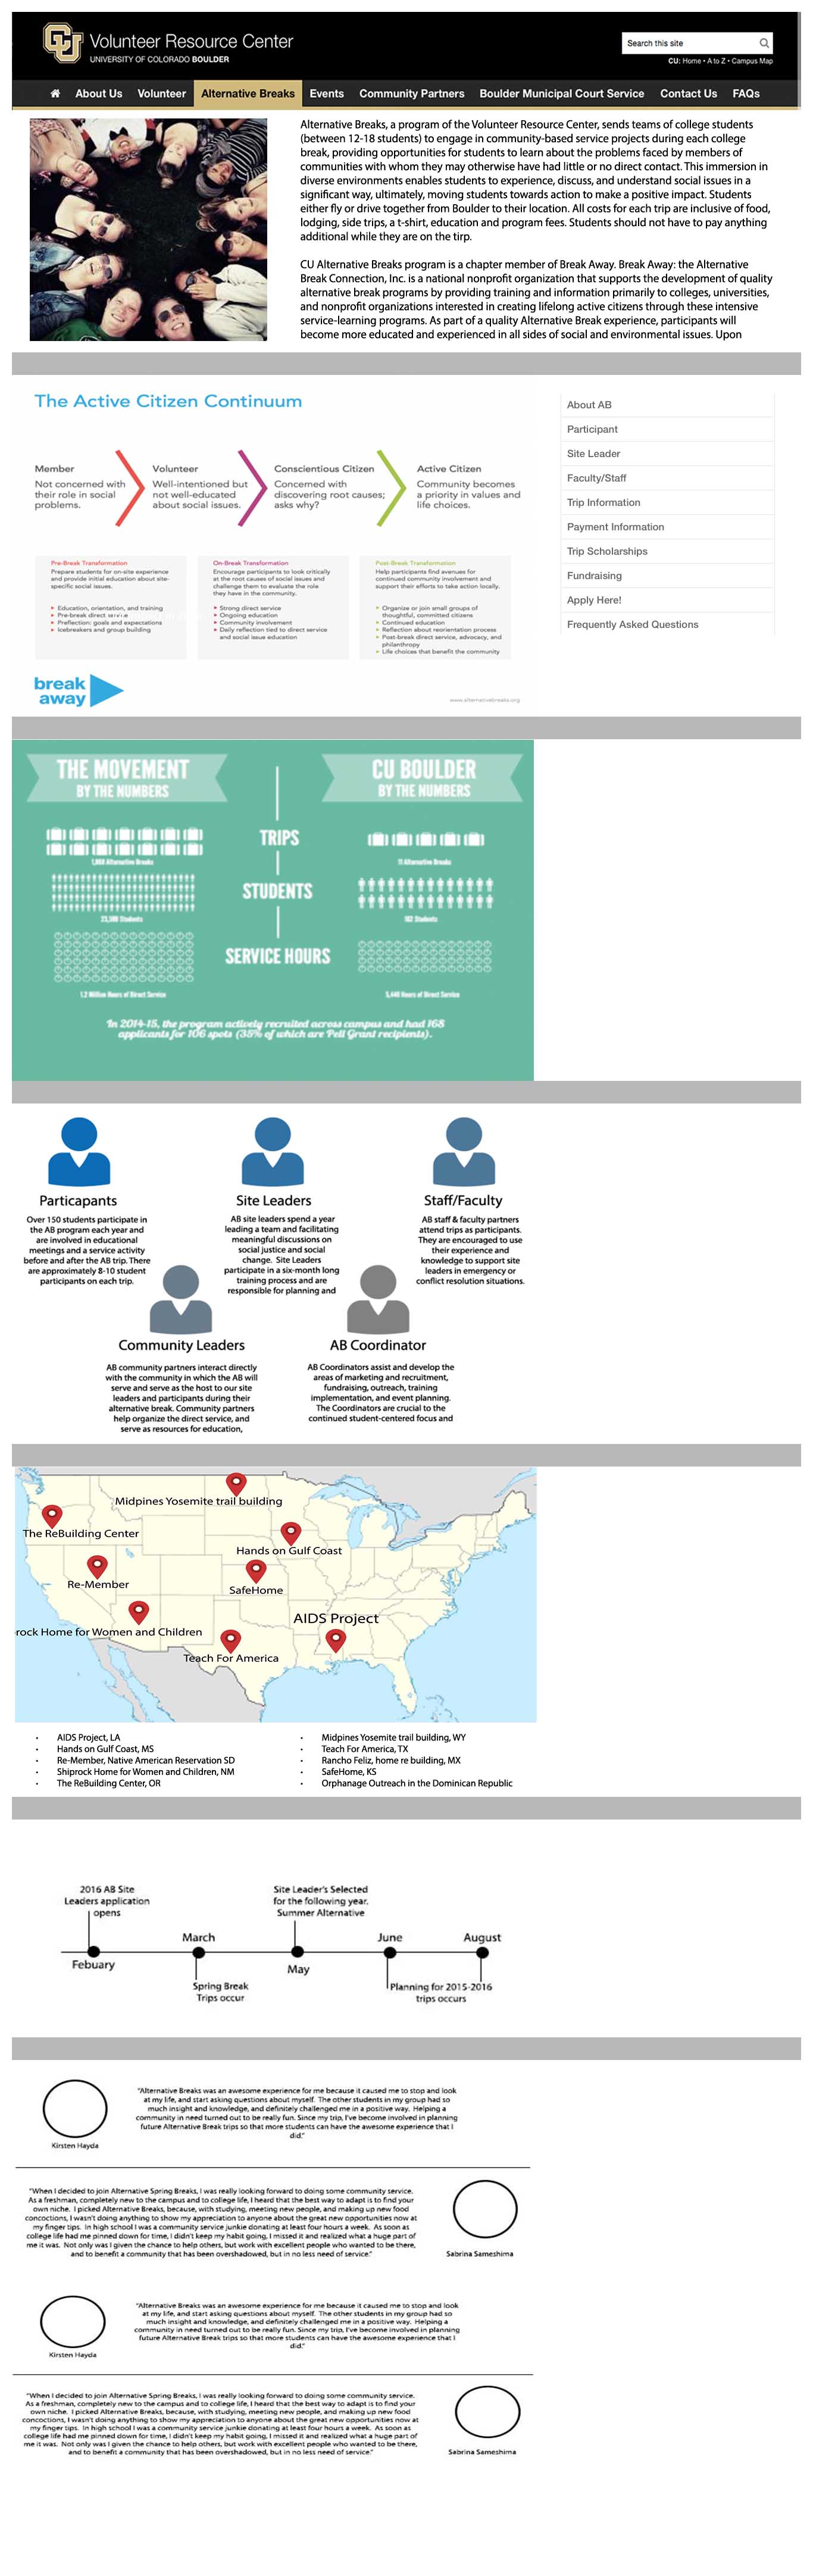 CU Volunteer Resource Center
UNIVERSITY OF COLORADO BOULDER
Search this site
CU: Home • A to Z • Campus Map
About Us Volunteer Alternative Breaks Events Community Partners Boulder Municipal Court Service Contact Us FAQs
Alternative Breaks, a program of the Volunteer Resource Center, sends teams of college students
(between 12-18 students) to engage in community-based service projects during each college
break, providing opportunities for students to learn about the problems faced by members of
communities with whom they may otherwise have had little or no direct contact. This immersion in
diverse environments enables students to experience, discuss, and understand social issues in a
significant way, ultimately, moving students towards action to make a positive impact. Students
either fly or drive together from Boulder to their location. All costs for each trip are inclusive of food,
lodging, side trips, a t-shirt, education and program fees. Students should not have to pay anything
additional while they are on the tirp.
CU Alternative Breaks program is a chapter member of Break Away. Break Away: the Alternative
Break Connection, Inc. is a national nonprofit organization that supports the development of quality
alternative break programs by providing training and information primarily to colleges, universities,
and nonprofit organizations interested in creating lifelong active citizens through these intensive
service-learning programs. As part of a quality Alternative Break experience, participants will
become more educated and experienced in all sides of social and environmental issues. Upon
The Active Citizen Continuum
Member
Not concerned with
their role in social
problems.
Volunteer
Well-intentioned but
not well-educated
about social issues.
Conscientious Citizen
Concerned with
discovering root causes;
asks why?
Active Citizen
Community becomes
a priority in values and
life choices.
Pre-Break Transformation
Prepare students for on-site experience
and provide initial education about site-
specific social issues.
Education, orientation, and training
Pre-break direct service
Preflection: goals and expectations
Icebreakers and group building
On-Break Transformation
Encourage participants to look critically
at the root causes of social issues and
challenge them to evaluate the role
they have in the community.
Strong direct service
Ongoing education
Community involvement
Daily reflection tied to direct service
and social issue education
Post-Break Transformation
Help participants find avenues for
continued community involvement and
support their efforts to take action locally.
Organize or join small groups of
thoughtful, committed citizens
Continued education
Reflection about reorientation process
Post-break direct service, advocacy, and
philanthropy
Life choices that benefit the community
break
away
www.alternativebreaks.org
About AB
Participant
Site Leader
Faculty/Staff
Trip Information
Payment Information
Trip Scholarships
Fundraising
Apply Here!
Frequently Asked Questions
THE MOVEMENT
BY THE NUMBERS
CU BOULDER
BY THE NUMBERS
TRIPS
Alternative Breaks
11 Alternative Breaks
STUDENTS
Students
102 Students
SERVICE HOURS
1.2 Million Hours of Direct Service
Hours of Direct Service
In 2014-15, the program actively recruited across campus and had 168
applicants for 106 spots (35% of which are Pell Grant recipients).
Particapants
Over 150 students participate in
the AB program each year and
are involved in educational
meetings and a service activity
before and after the AB trip. There
are approximately 8-10 student
participants on each trip.
Site Leaders
AB site leaders spend a year
leading a team and facilitating
meaningful discussions on
social justice and social
change. Site Leaders
participate in a six-month long
training process and are
responsible for planning and
Staff/Faculty
AB staff & faculty partners
attend trips as participants.
They are encouraged to use
their experience and
knowledge to support site
leaders in emergency or
conflict resolution situations.
Community Leaders
AB community partners interact directly
with the community in which the AB will
serve and serve as the host to our site
leaders and participants during their
alternative break. Community partners
help organize the direct service, and
serve as resources for education,
AB Coordinator
AB Coordinators assist and develop the
areas of marketing and recruitment,
fundraising, outreach, training
implementation, and event planning.
The Coordinators are crucial to the
continued student-centered focus and
Midpines Yosemite trail building
The ReBuilding Center
Hands on Gulf Coast
Re-Member
SafeHome
AIDS Project
rock Home for Women and Children
Teach For America
• AIDS Project, LA
• Hands on Gulf Coast, MS
• Re-Member, Native American Reservation SD
• Shiprock Home for Women and Children, NM
• The ReBuilding Center, OR
• Midpines Yosemite trail building, WY
• Teach For America, TX
• Rancho Feliz, home re building, MX
• SafeHome, KS
• Orphanage Outreach in the Dominican Republic
2016 AB Site
Leaders application
opens
Site Leader's Selected
for the following year.
Summer Alternative
March
June
August
Febuary
May
Spring Break
Trips occur
Planning for 2015-2016
trips occurs
"Alternative Breaks was an awesome experience for me because it caused me to stop and look
at my life, and start asking questions about myself. The other students in my group had so
much insight and knowledge, and definitely challenged me in a positive way. Helping a
community in need turned out to be really fun. Since my trip, I've become involved in planning
future Alternative Break trips so that more students can have the awesome experience that I
did."
Kirsten Hayda
"When I decided to join Alternative Spring Breaks, I was really looking forward to doing some community service.
As a freshman, completely new to the campus and to college life, I heard that the best way to adapt is to find your
own niche. I picked Alternative Breaks, because, with studying, meeting new people, and making up new food
concoctions, I wasn't doing anything to show my appreciation to anyone about the great new opportunities now at
my finger tips. In high school I was a community service junkie donating at least four hours a week. As soon as
college life had me pinned down for time, I didn't keep my habit going, I missed it and realized what a huge part of
me it was. Not only was I given the chance to help others, but work with excellent people who wanted to be there,
and to benefit a community that has been overshadowed, but in no less need of service."
Sabrina Sameshima
"Alternative Breaks was an awesome experience for me because it caused me to stop and look
at my life, and start asking questions about myself. The other students in my group had so
much insight and knowledge, and definitely challenged me in a positive way. Helping a
community in need turned out to be really fun. Since my trip, I've become involved in planning
future Alternative Break trips so that more students can have the awesome experience that I
did."
Kirsten Hayda
"When I decided to join Alternative Spring Breaks, I was really looking forward to doing some community service.
As a freshman, completely new to the campus and to college life, I heard that the best way to adapt is to find your
own niche. I picked Alternative Breaks, because, with studying, meeting new people, and making up new food
concoctions, I wasn't doing anything to show my appreciation to anyone about the great new opportunities now at
my finger tips. In high school I was a community service junkie donating at least four hours a week. As soon as
college life had me pinned down for time, I didn't keep my habit going, I missed it and realized what a huge part of
me it was. Not only was I given the chance to help others, but work with excellent people who wanted to be there,
and to benefit a community that has been overshadowed, but in no less need of service."
Sabrina Sameshima